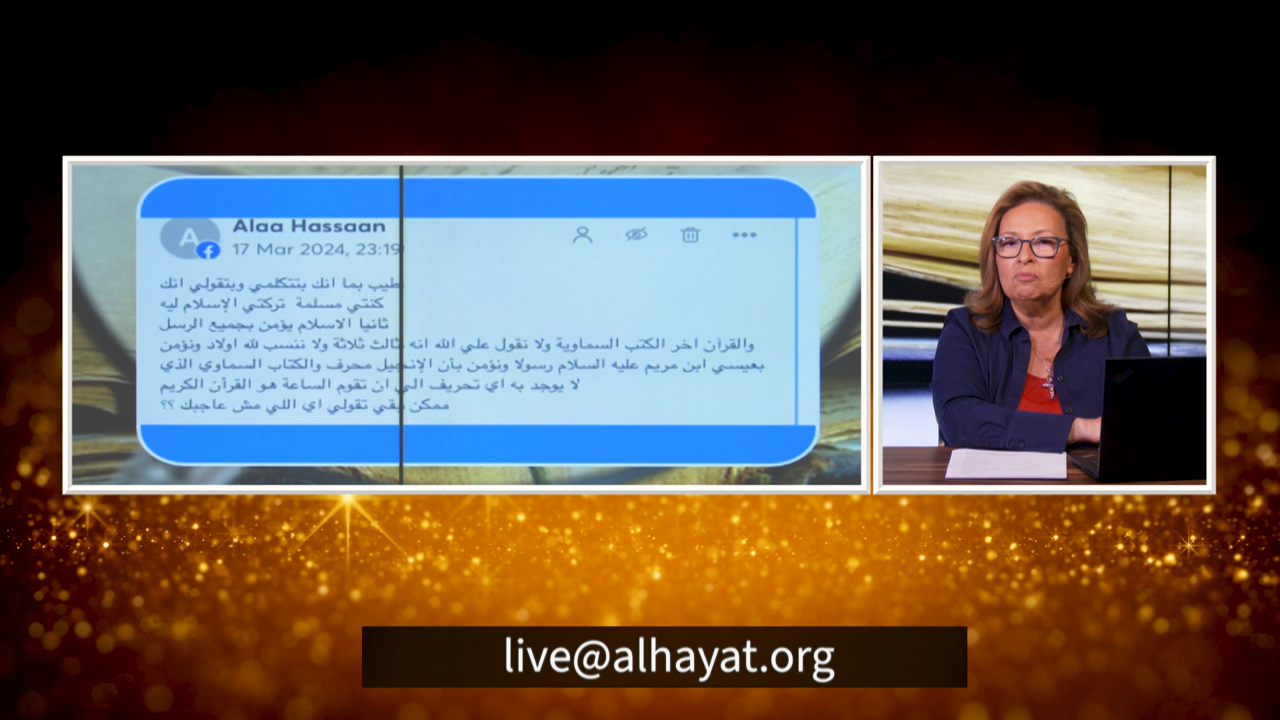 A
Alaa Hassaan
17 Mar 2024, 23:19
طيب بما انك بتتكلمي وبتقولي انك
كنتي مسلمة تركتي الإسلام ليه
ثانيا الاسلام يؤمن بجميع الرسل
والقرآن اخر الكتب السماوية ولا نقول علي الله انه ثالث ثلاثة ولا ننسب لله اولاد ونؤمن
بعيسي ابن مريم عليه السلام رسولا ونؤمن بأن الإنجيل محرف والكتاب السماوي الذي
لا يوجد به اي تحريف الي ان تقوم الساعة هو القرآن الكريم
ممكن بقي تقولي اي اللي مش عاجبك ؟؟
live@alhayat.org